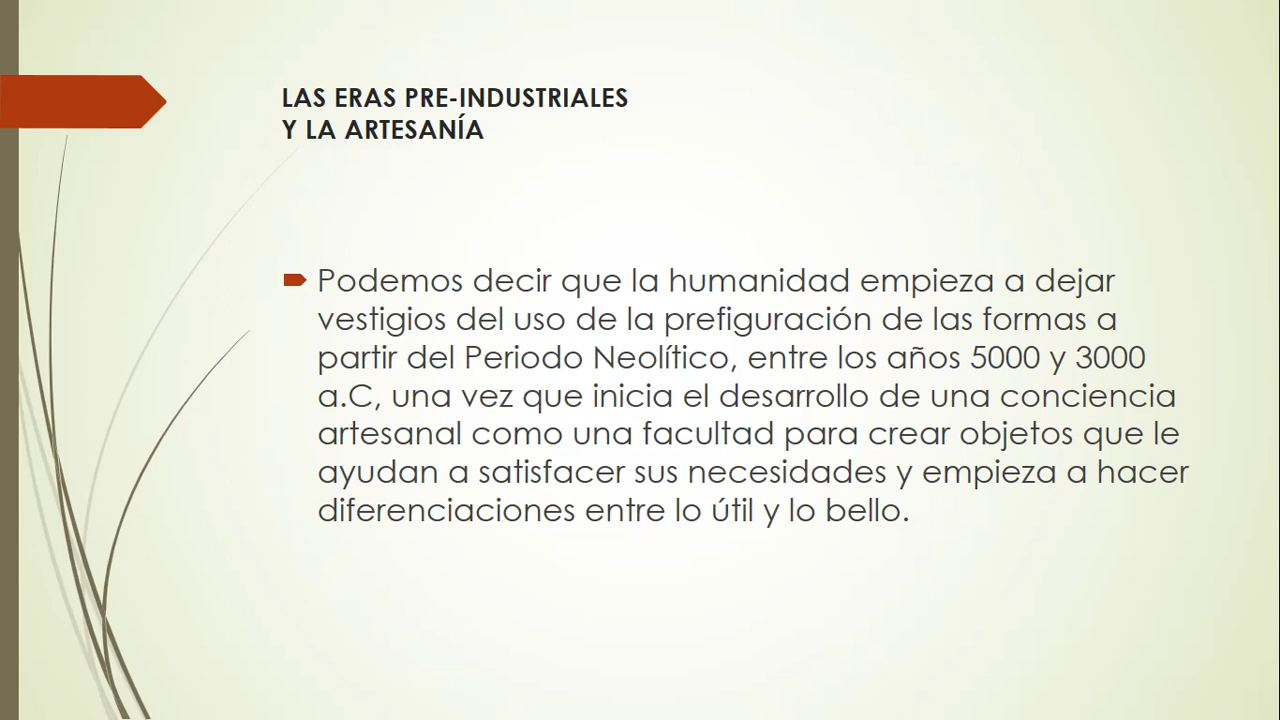 LAS ERAS PRE-INDUSTRIALES
Y LA ARTESANÍA
Podemos decir que la humanidad empieza a dejar
vestigios del uso de la prefiguración de las formas a
partir del Periodo Neolítico, entre los años 5000 y 3000
a.C, una vez que inicia el desarrollo de una conciencia
artesanal como una facultad para crear objetos que le
ayudan a satisfacer sus necesidades y empieza a hacer
diferenciaciones entre lo útil y lo bello.